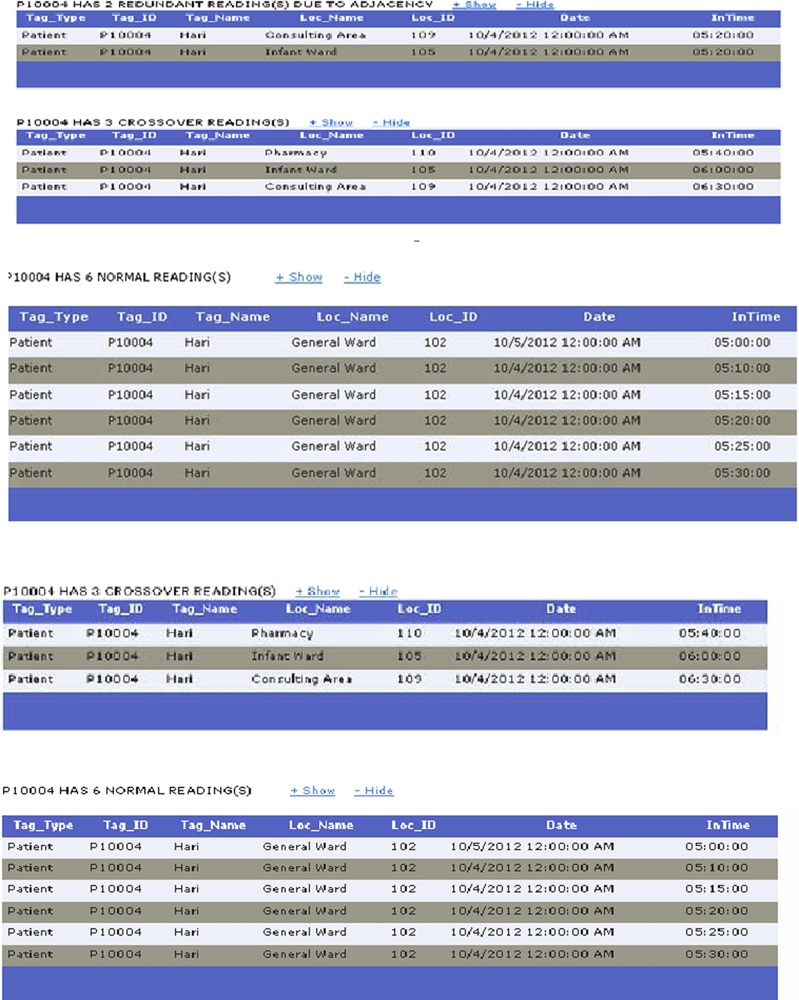 P10004 HAS 2 REDUNDANT READING(S) DUE TO ADJACENCY + Show - Hide
Tag_Type Tag_ID Tag_Name Loc_Name Loc_ID Date InTime
Patient P10004 Hari Consulting Area 109 10/4/2012 12:00:00 AM 05:20:00
Patient P10004 Hari Infant Ward 105 10/4/2012 12:00:00 AM 05:20:00
P10004 HAS 3 CROSSOVER READING(S) + Show - Hide
Tag_Type Tag_ID Tag_Name Loc_Name Loc_ID Date InTime
Patient P10004 Hari Pharmacy 110 10/4/2012 12:00:00 AM 05:40:00
Patient P10004 Hari Infant Ward 105 10/4/2012 12:00:00 AM 06:00:00
Patient P10004 Hari Consulting Area 109 10/4/2012 12:00:00 AM 06:30:00
-
P10004 HAS 6 NORMAL READING(S) + Show - Hide
Tag_Type Tag_ID Tag_Name Loc_Name Loc_ID Date InTime
Patient P10004 Hari General Ward 102 10/5/2012 12:00:00 AM 05:00:00
Patient P10004 Hari General Ward 102 10/4/2012 12:00:00 AM 05:10:00
Patient P10004 Hari General Ward 102 10/4/2012 12:00:00 AM 05:15:00
Patient P10004 Hari General Ward 102 10/4/2012 12:00:00 AM 05:20:00
Patient P10004 Hari General Ward 102 10/4/2012 12:00:00 AM 05:25:00
Patient P10004 Hari General Ward 102 10/4/2012 12:00:00 AM 05:30:00
P10004 HAS 3 CROSSOVER READING(S) + Show - Hide
Tag_Type Tag_ID Tag_Name Loc_Name Loc_ID Date InTime
Patient P10004 Hari Pharmacy 110 10/4/2012 12:00:00 AM 05:40:00
Patient P10004 Hari Infant Ward 105 10/4/2012 12:00:00 AM 06:00:00
Patient P10004 Hari Consulting Area 109 10/4/2012 12:00:00 AM 06:30:00
P10004 HAS 6 NORMAL READING(S) + Show - Hide
Tag_Type Tag_ID Tag_Name Loc_Name Loc_ID Date InTime
Patient P10004 Hari General Ward 102 10/5/2012 12:00:00 AM 05:00:00
Patient P10004 Hari General Ward 102 10/4/2012 12:00:00 AM 05:10:00
Patient P10004 Hari General Ward 102 10/4/2012 12:00:00 AM 05:15:00
Patient P10004 Hari General Ward 102 10/4/2012 12:00:00 AM 05:20:00
Patient P10004 Hari General Ward 102 10/4/2012 12:00:00 AM 05:25:00
Patient P10004 Hari General Ward 102 10/4/2012 12:00:00 AM 05:30:00